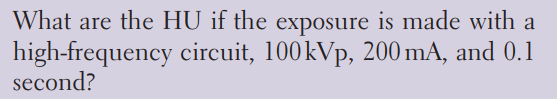 What are the HU if the exposure is made with a
high-frequency circuit, 100 kVp, 200 mA, and 0.1
second?